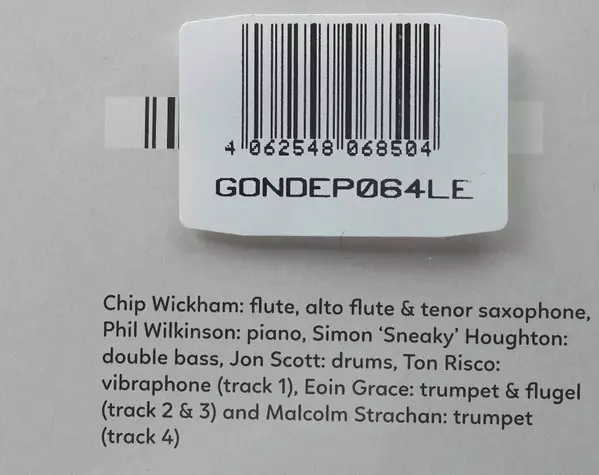 4 062548 068504
GONDEP064LE
Chip Wickham: flute, alto flute & tenor saxophone,
Phil Wilkinson: piano, Simon ‘Sneaky’ Houghton:
double bass, Jon Scott: drums, Ton Risco:
vibraphone (track 1), Eoin Grace: trumpet & flugel
(track 2 & 3) and Malcolm Strachan: trumpet
(track 4)